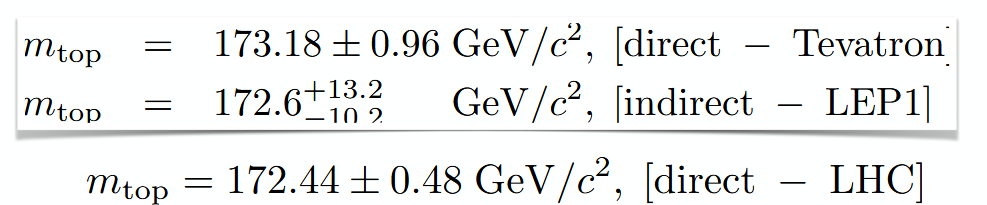 m_top = 173.18 ± 0.96 GeV/c², [direct − Tevatron]
m_top = 172.6 +13.2 −10.2 GeV/c², [indirect − LEP1]
m_top = 172.44 ± 0.48 GeV/c², [direct − LHC]